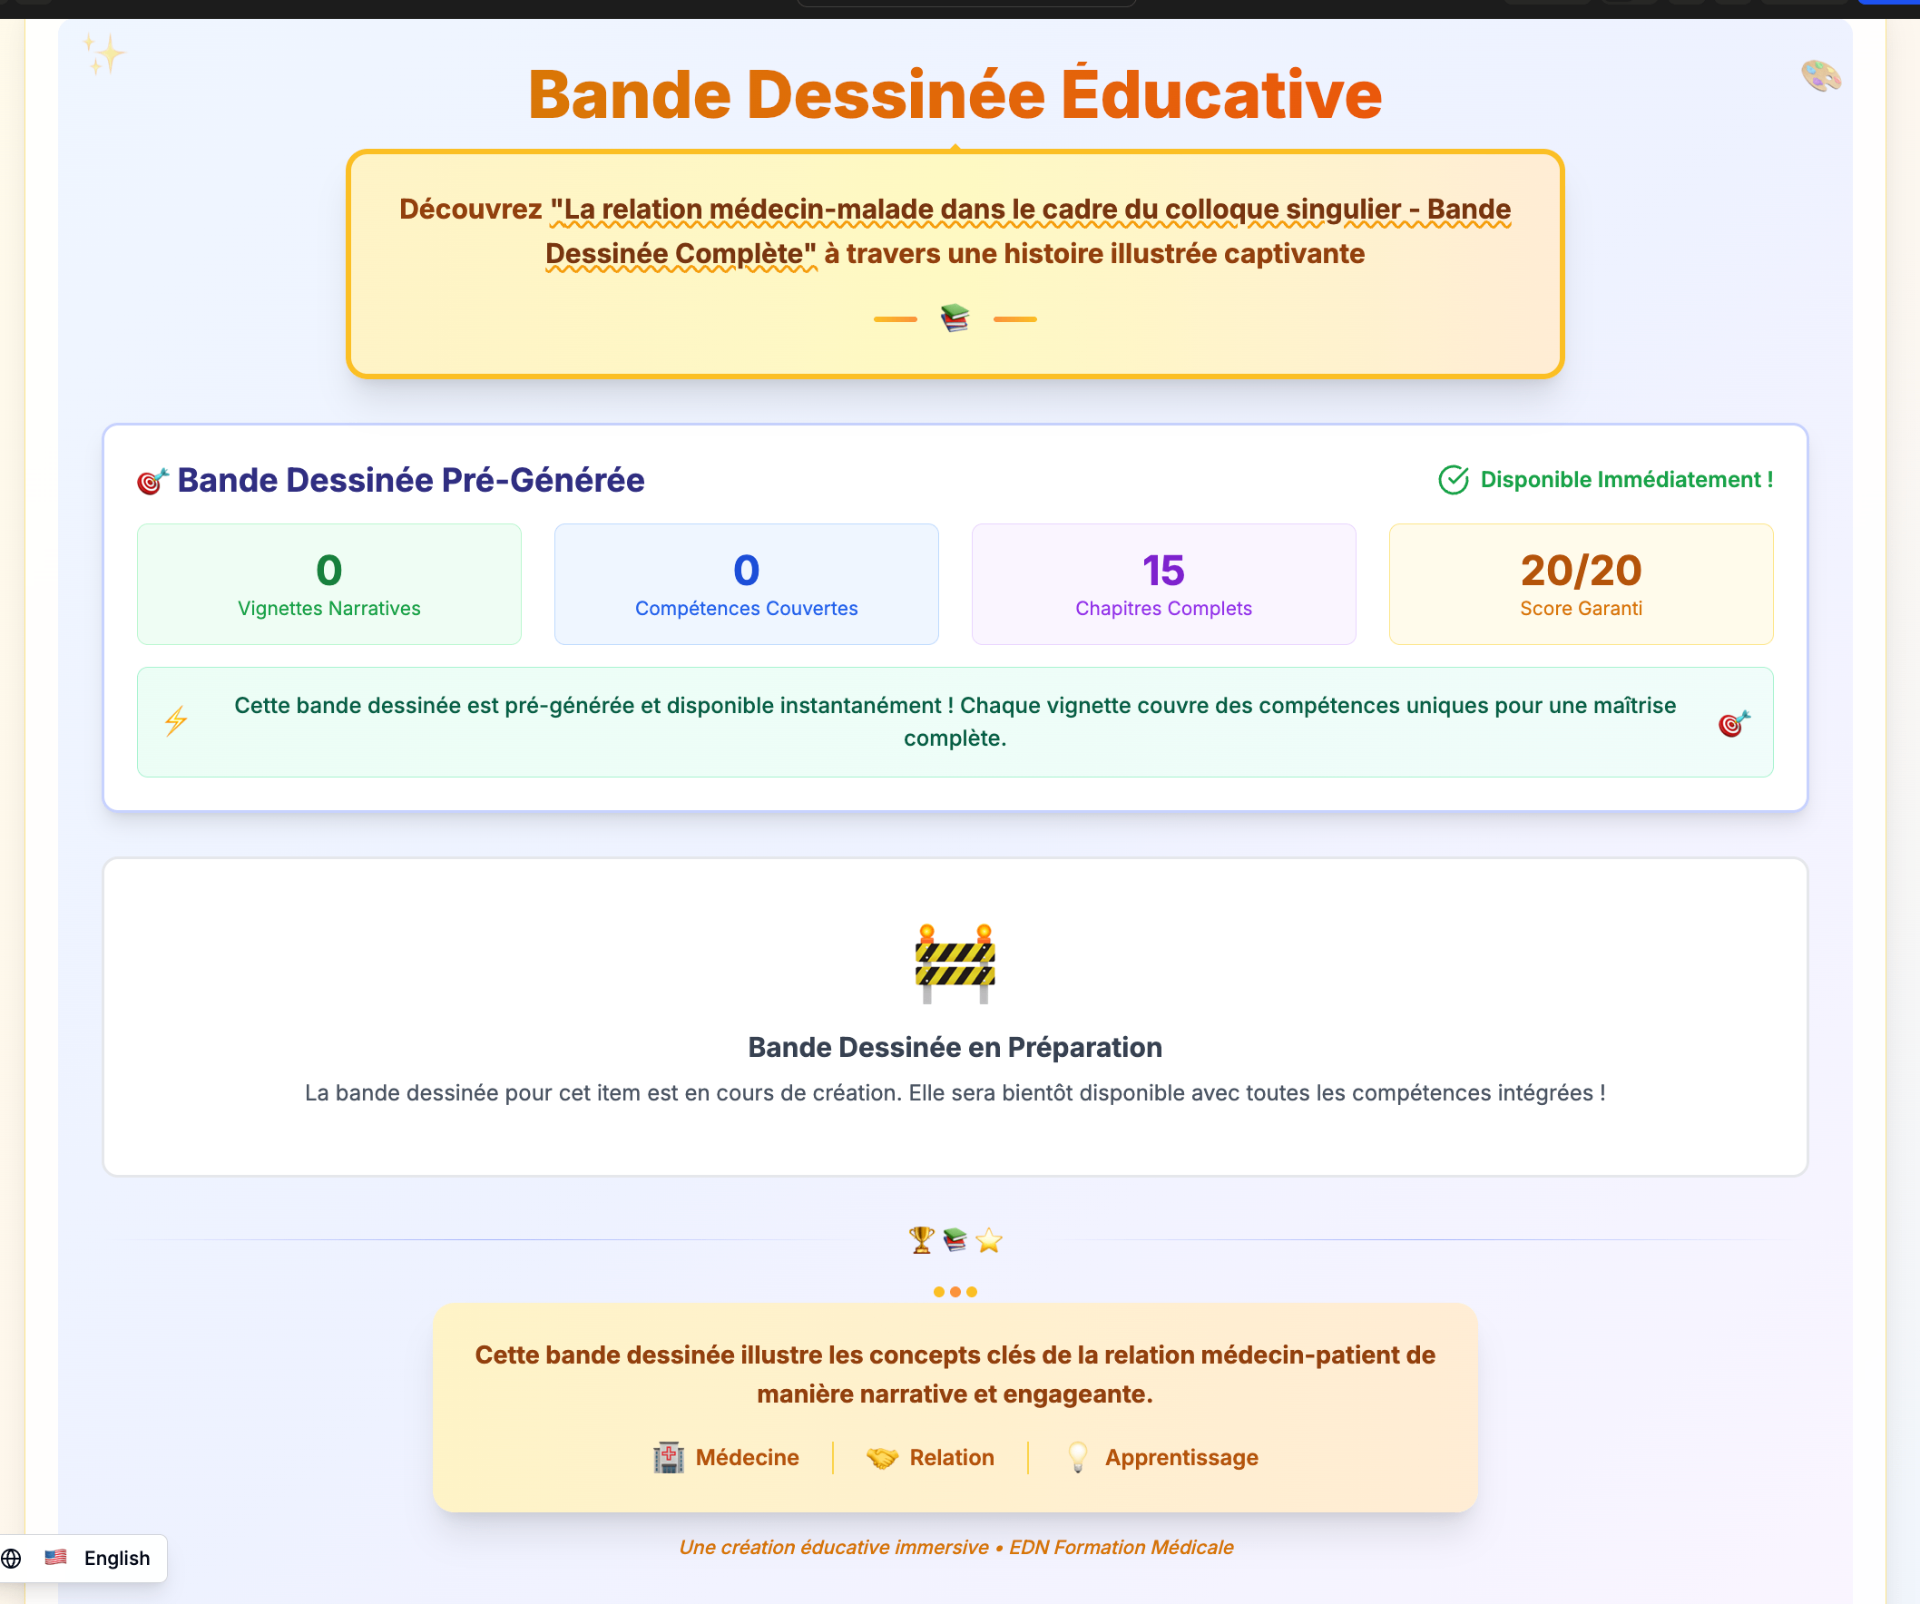 Bande Dessinée Éducative
Découvrez "La relation médecin-malade dans le cadre du colloque singulier - Bande
Dessinée Complète" à travers une histoire illustrée captivante
Bande Dessinée Pré-Générée
Disponible Immédiatement !
0
Vignettes Narratives
0
Compétences Couvertes
15
Chapitres Complets
20/20
Score Garanti
Cette bande dessinée est pré-générée et disponible instantanément ! Chaque vignette couvre des compétences uniques pour une maîtrise
complète.
Bande Dessinée en Préparation
La bande dessinée pour cet item est en cours de création. Elle sera bientôt disponible avec toutes les compétences intégrées !
Cette bande dessinée illustre les concepts clés de la relation médecin-patient de
manière narrative et engageante.
Médecine
Relation
Apprentissage
Une création éducative immersive • EDN Formation Médicale
English